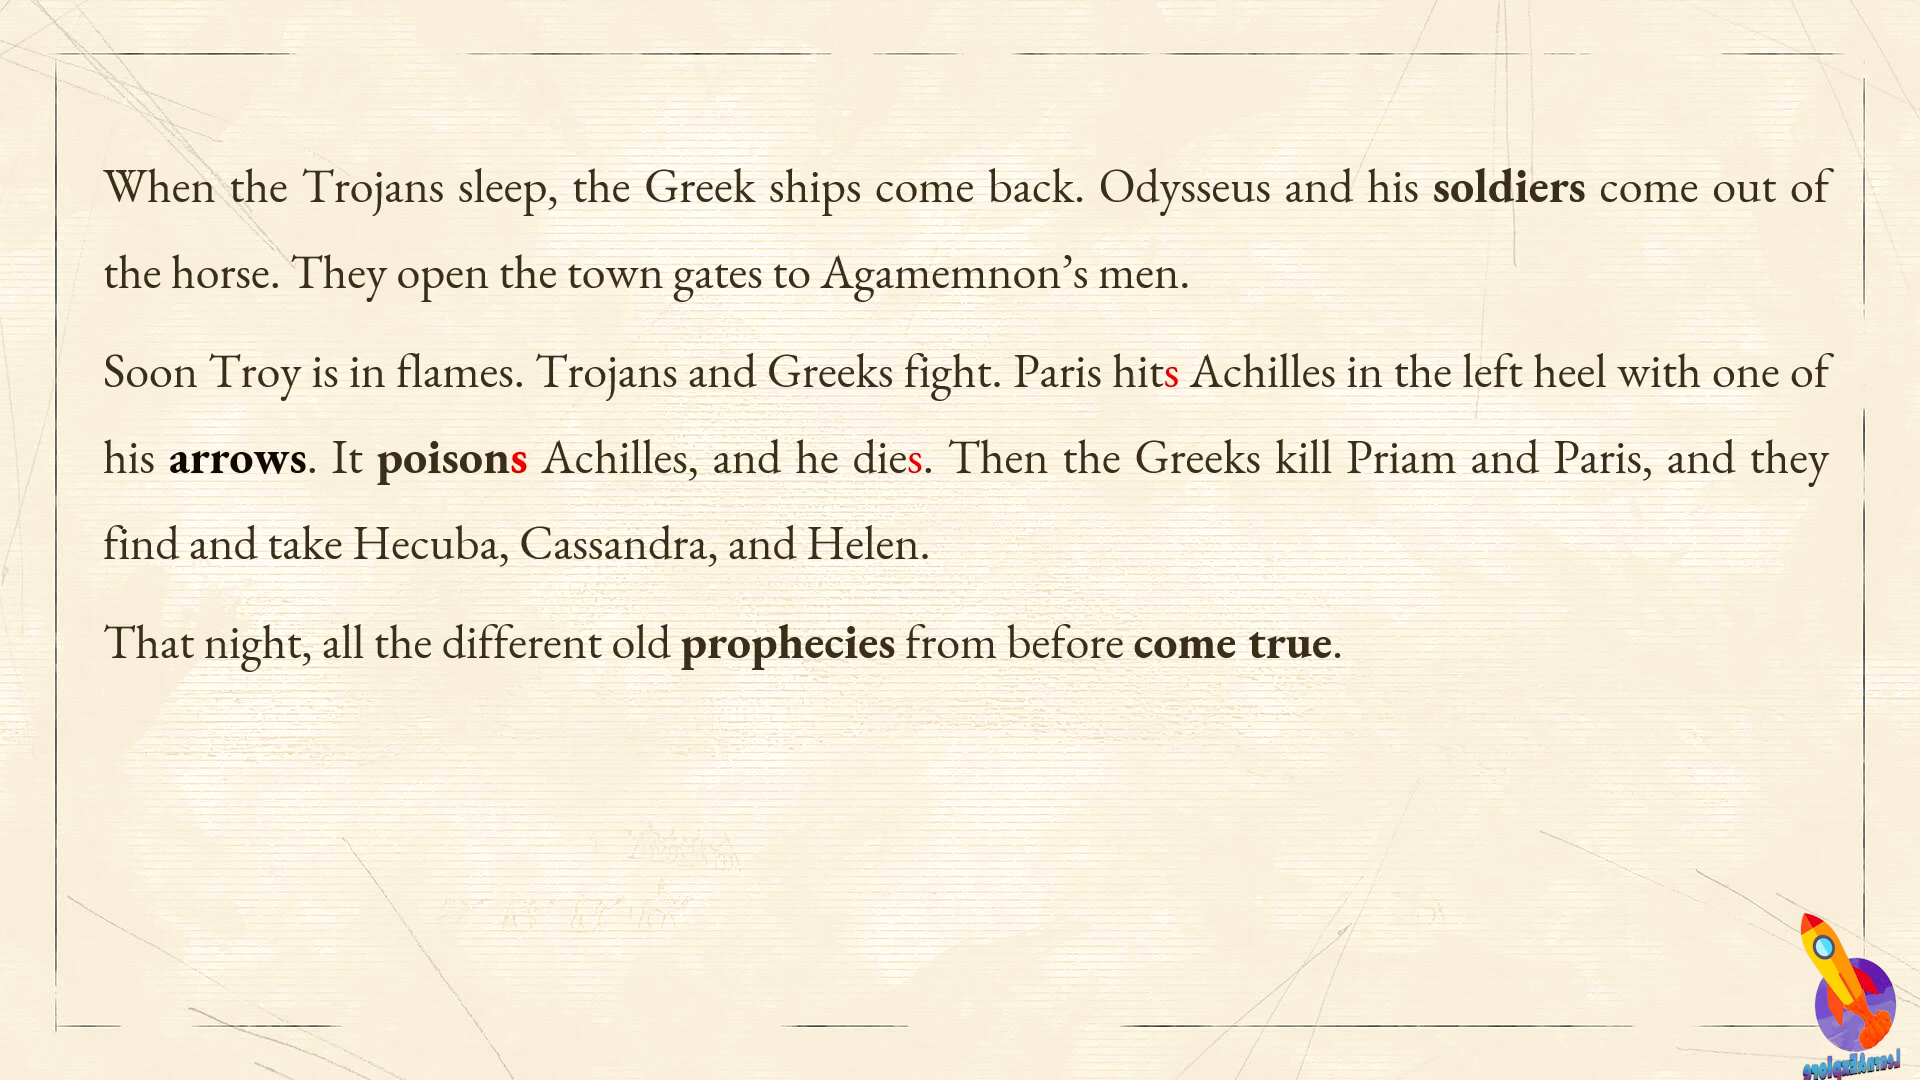 When the Trojans sleep, the Greek ships come back. Odysseus and his soldiers come out of
the horse. They open the town gates to Agamemnon’s men.
Soon Troy is in flames. Trojans and Greeks fight. Paris hits Achilles in the left heel with one of
his arrows. It poisons Achilles, and he dies. Then the Greeks kill Priam and Paris, and they
find and take Hecuba, Cassandra, and Helen.
That night, all the different old prophecies from before come true.